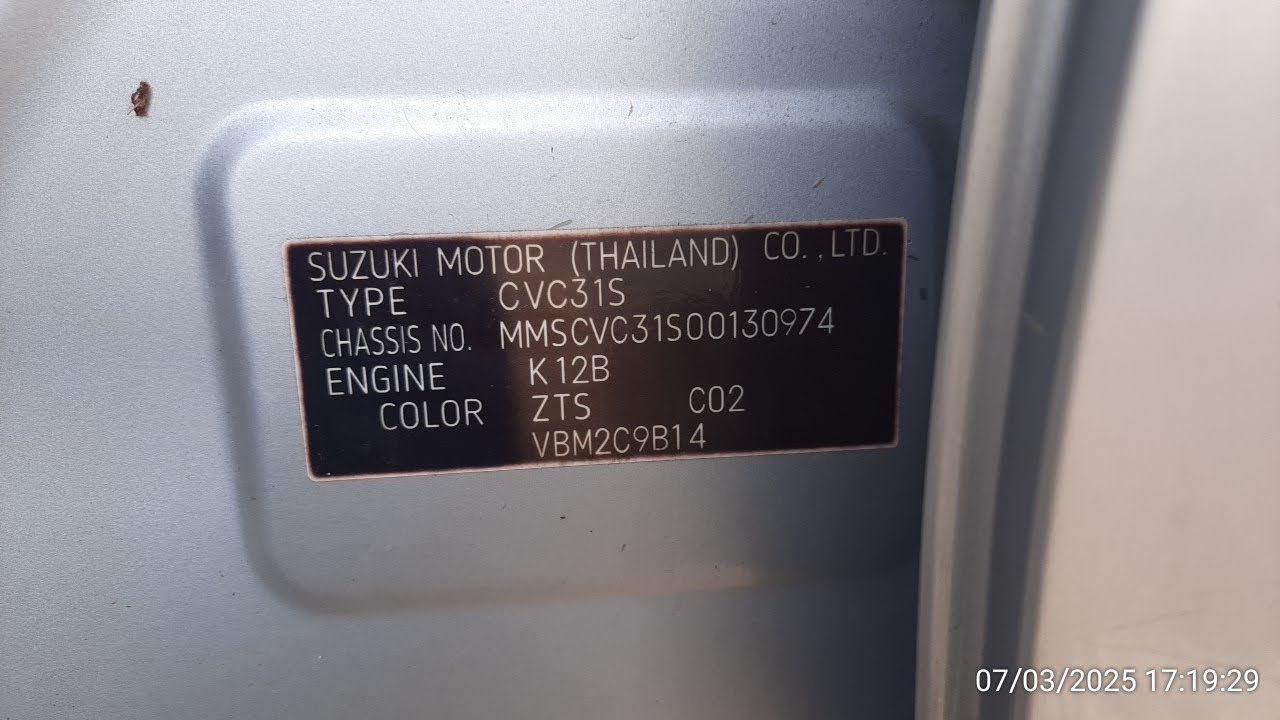 SUZUKI MOTOR (THAILAND) CO.,LTD.
TYPE CVC31S
CHASSIS NO. MMSCVC31S00130974
ENGINE K12B
COLOR ZTS C02
VBM2C9B14
07/03/2025 17:19:29